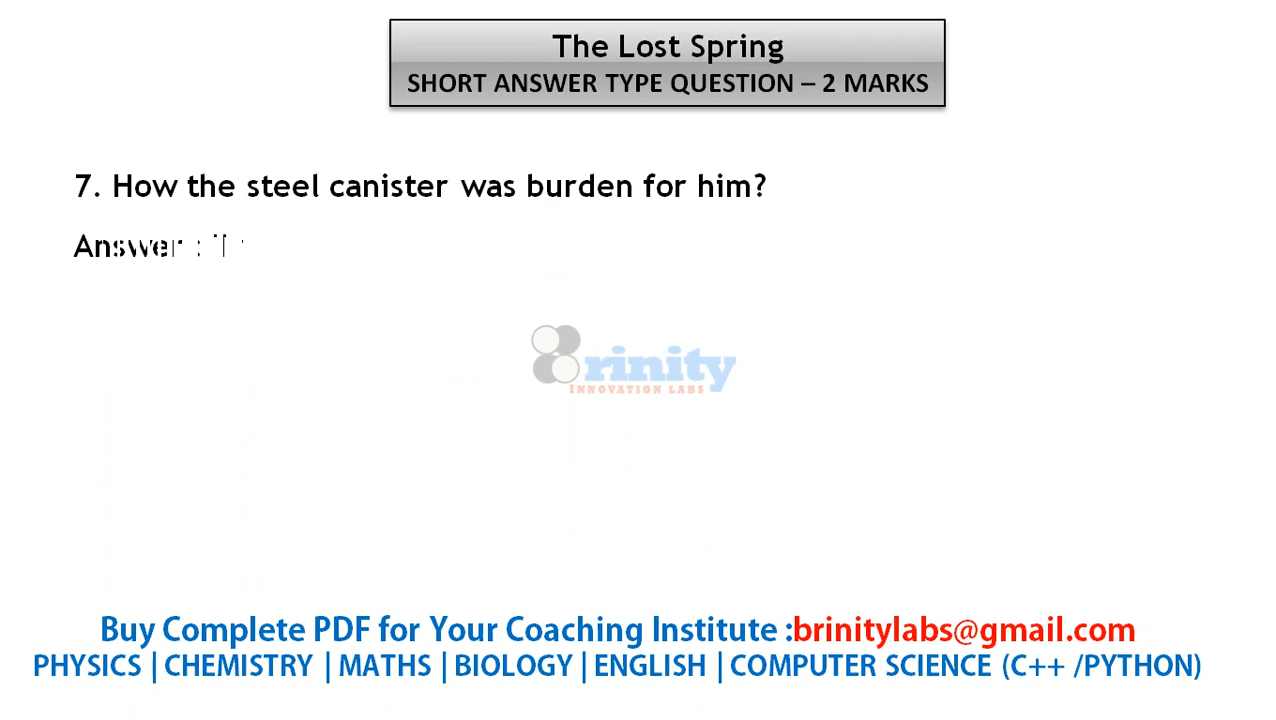 The Lost Spring
SHORT ANSWER TYPE QUESTION – 2 MARKS
7. How the steel canister was burden for him?
Answer :
rinity
INNOVATION LABS
Buy Complete PDF for Your Coaching Institute :brinitylabs@gmail.com
PHYSICS | CHEMISTRY | MATHS | BIOLOGY | ENGLISH | COMPUTER SCIENCE (C++ /PYTHON)